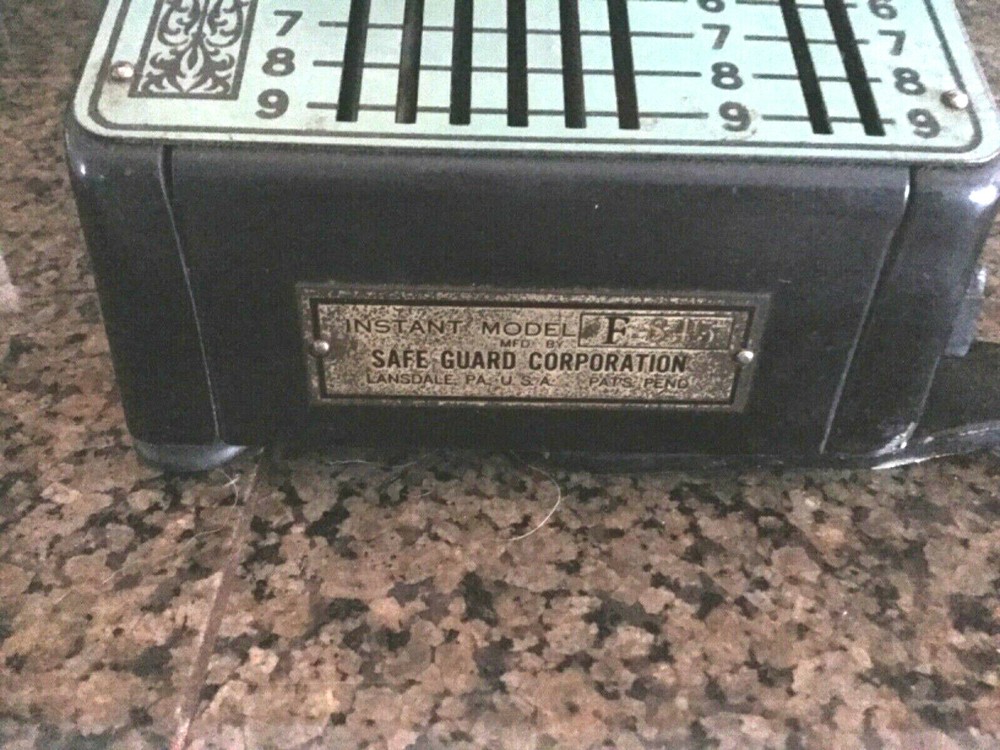 6 6
7 7 7
8 8 8
9 9 9
INSTANT MODEL F
MFD BY
SAFE-GUARD CORPORATION
LANSDALE, PA. U.S.A. PATS. PEND